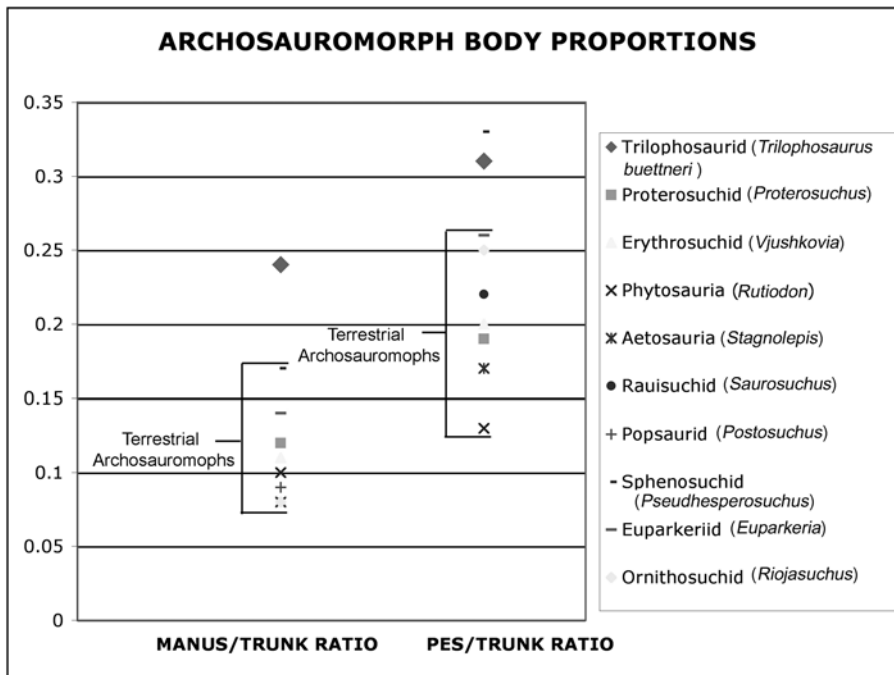 ARCHOSAUROMORPH BODY PROPORTIONS
0.35
0.3
0.25
0.2
0.15
0.1
0.05
0
Terrestrial
Archosauromophs
Terrestrial
Archosauromophs
MANUS/TRUNK RATIO
PES/TRUNK RATIO
Trilophosaurid (Trilophosaurus
buettneri )
Proterosuchid (Proterosuchus)
Erythrosuchid (Vjushkovia)
Phytosauria (Rutiodon)
Aetosauria (Stagnolepis)
Rauisuchid (Saurosuchus)
Popsaurid (Postosuchus)
Sphenosuchid
(Pseudhesperosuchus)
Euparkeriid (Euparkeria)
Ornithosuchid (Riojasuchus)